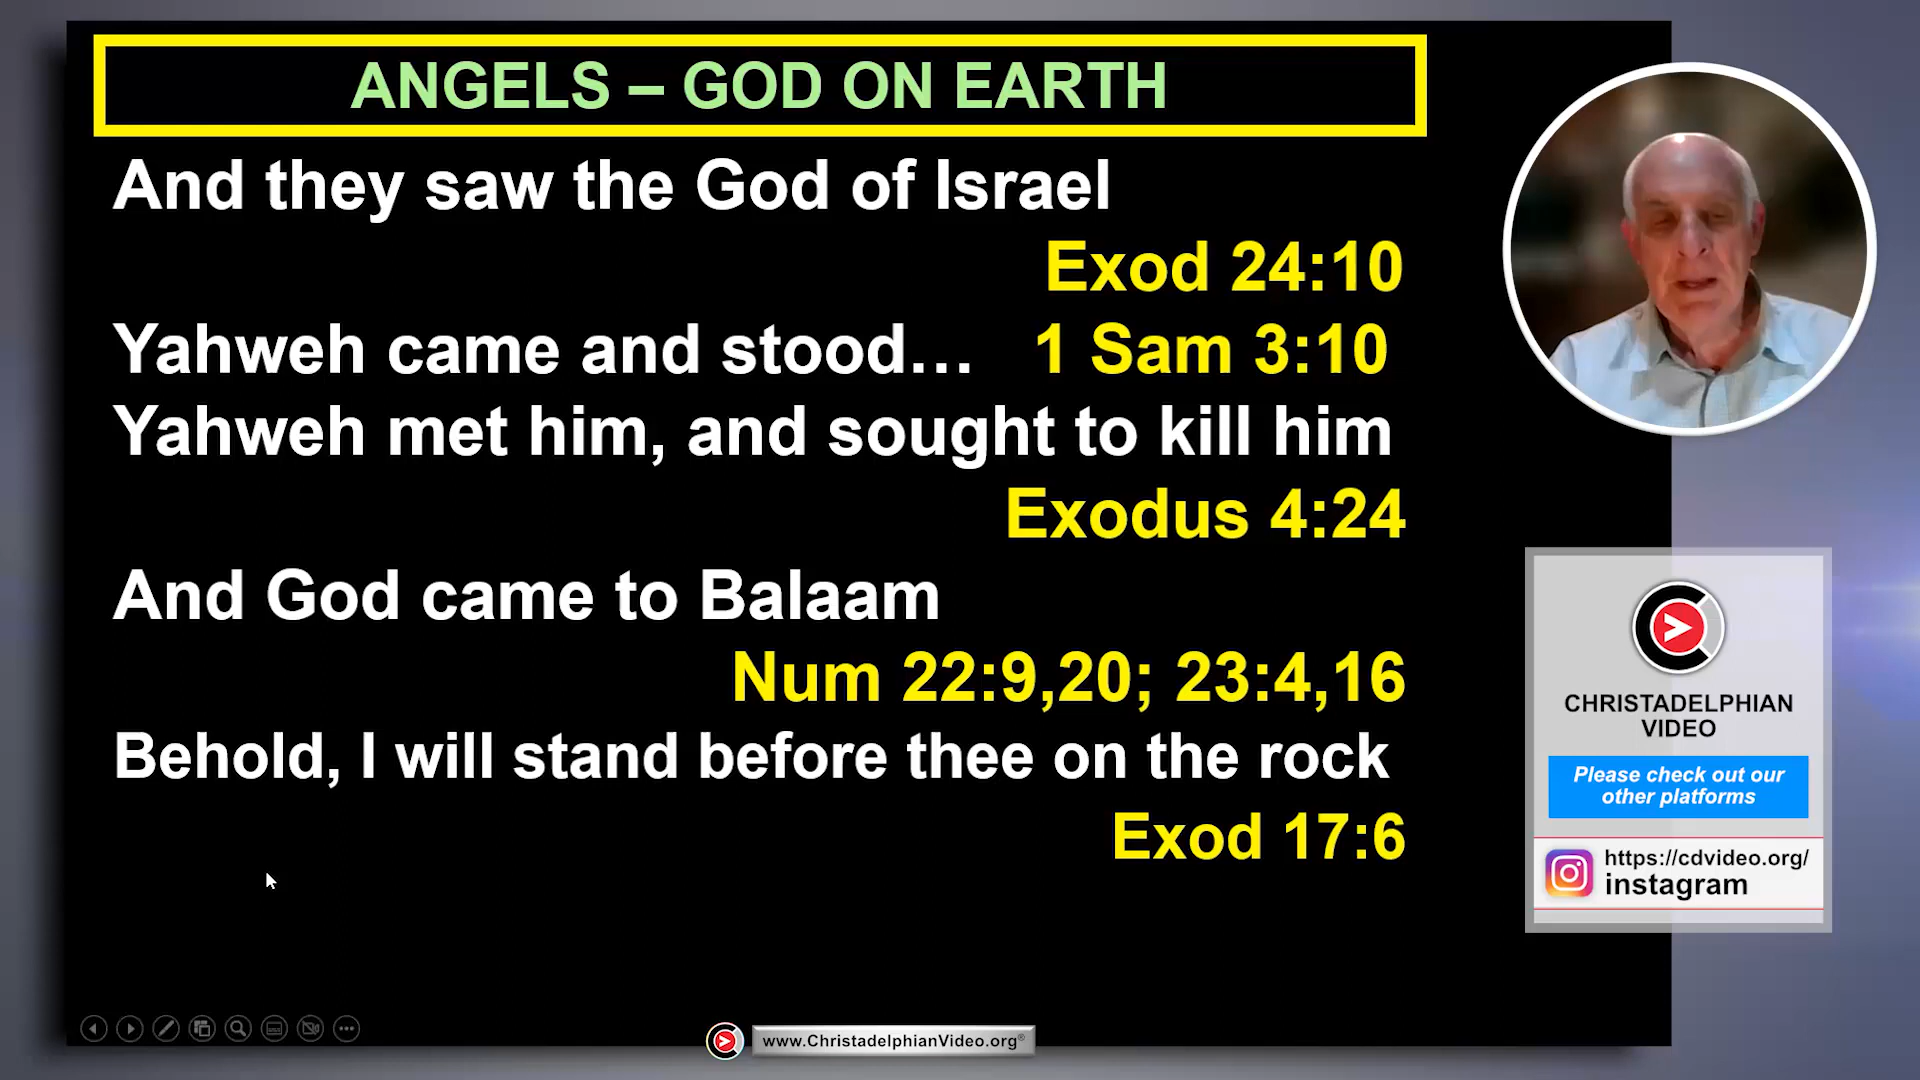 ANGELS – GOD ON EARTH
And they saw the God of Israel
Exod 24:10
Yahweh came and stood… 1 Sam 3:10
Yahweh met him, and sought to kill him
Exodus 4:24
And God came to Balaam
Num 22:9,20; 23:4,16
Behold, I will stand before thee on the rock
Exod 17:6
CHRISTADELPHIAN
VIDEO
Please check out our
other platforms
https://cdvideo.org/
instagram
www.ChristadelphianVideo.org®